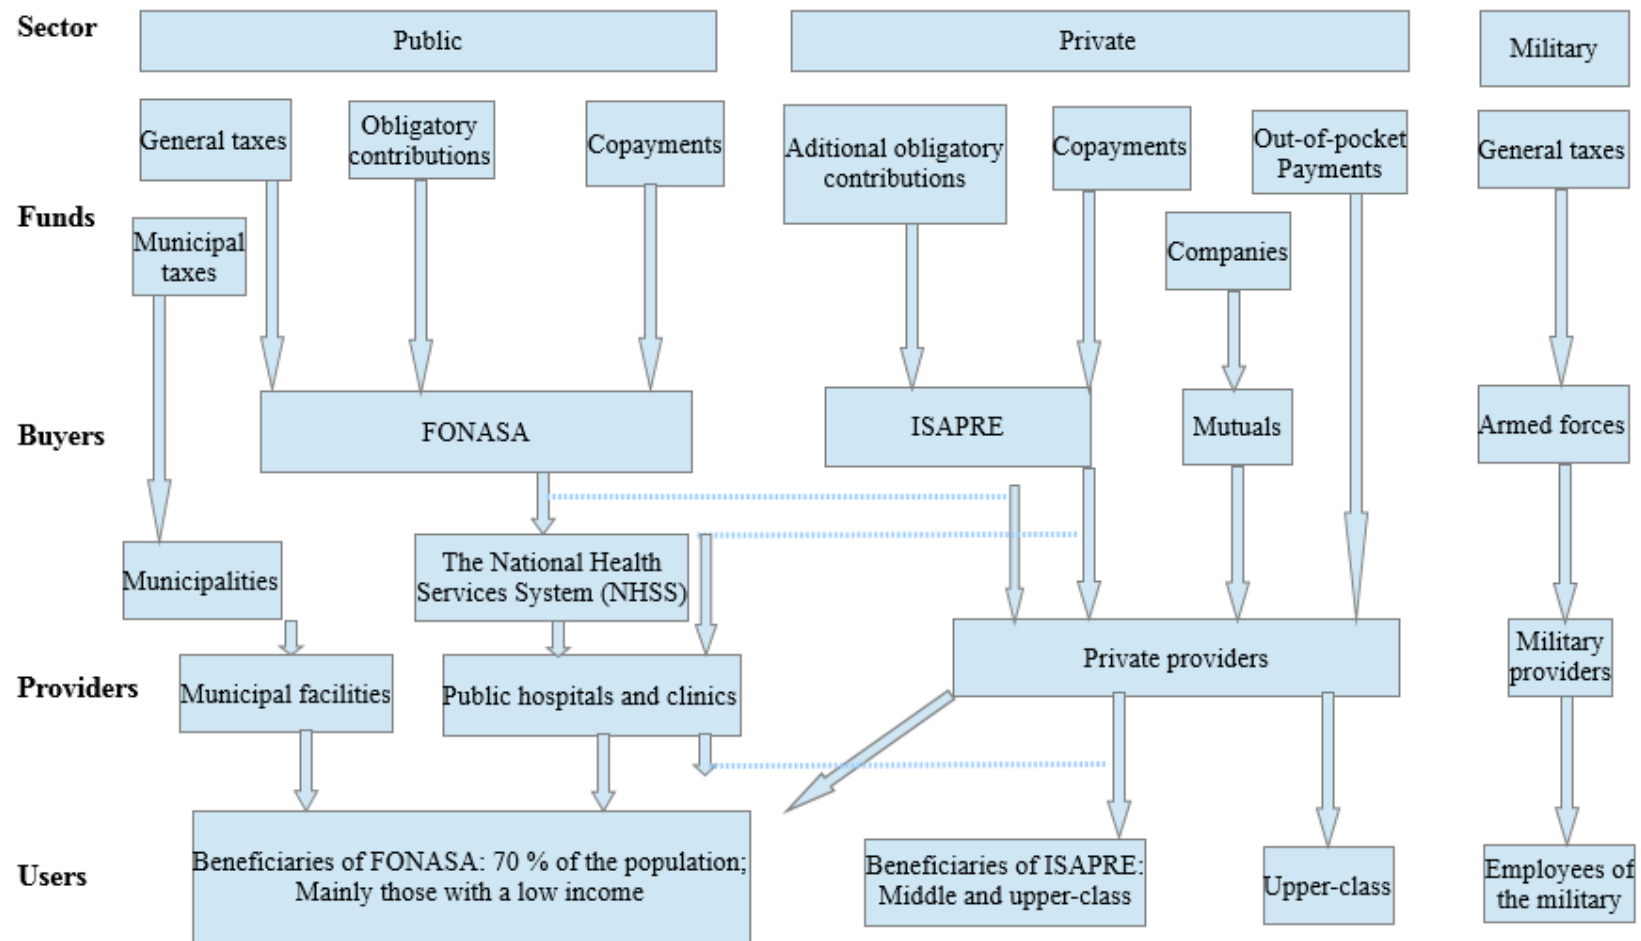 Sector
Public
Private
Military
General taxes
Obligatory
contributions
Copayments
Aditional obligatory
contributions
Copayments
Out-of-pocket
Payments
General taxes
Funds
Municipal
taxes
Companies
Buyers
FONASA
ISAPRE
Mutuals
Armed forces
Municipalities
The National Health
Services System (NHSS)
Providers
Municipal facilities
Public hospitals and clinics
Private providers
Military
providers
Users
Beneficiaries of FONASA: 70 % of the population;
Mainly those with a low income
Beneficiaries of ISAPRE:
Middle and upper-class
Upper-class
Employees of
the military